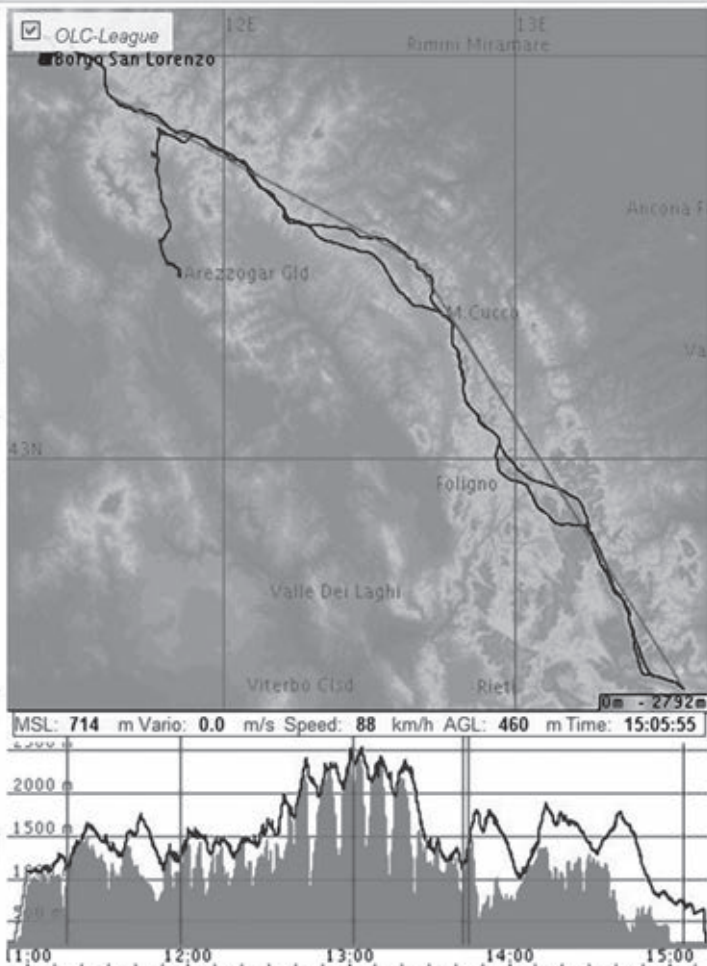 OLC-League
12E
13E
Rimini Miramare
Borgo San Lorenzo
Ancona F
Arezzogar Gld
M.Cucco
Va
43N
Foligno
Valle Dei Laghi
Viterbo Clsd
Rieti
0m - 2792m
MSL: 714 m Vario: 0.0 m/s Speed: 88 km/h AGL: 460 m Time: 15:05:55
2500 m
2000 m
1500 m
12:00
13:00
14:00
15:00